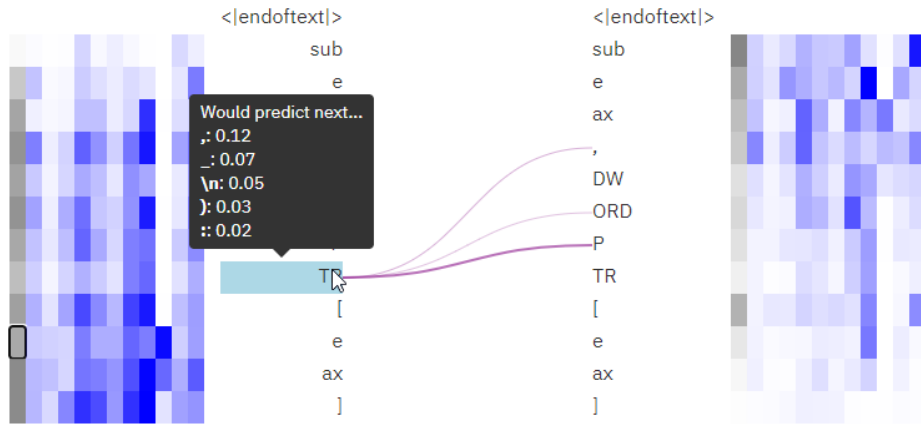 <|endoftext|> <|endoftext|>
sub sub
e e
Would predict next... ax
,: 0.12 ,
_: 0.07
\n: 0.05 DW
): 0.03 ORD
:: 0.02 P
TR TR
[ [
e e
ax ax
] ]